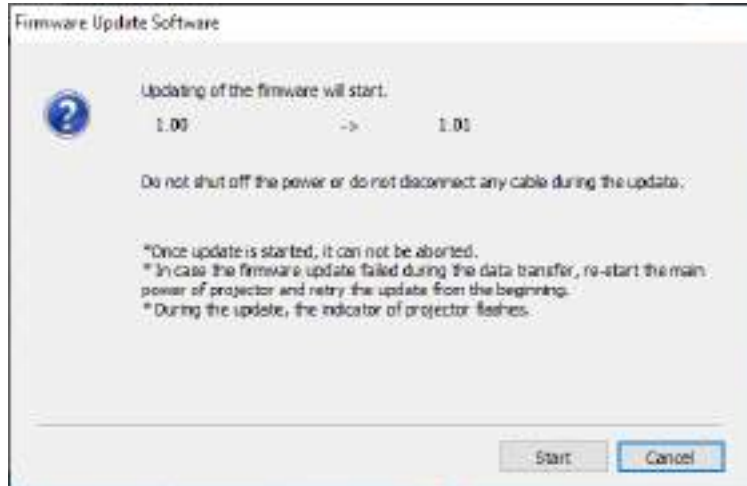 Firmware Update Software
Updating of the firmware will start.
1.00 -> 1.01
Do not shut off the power or do not disconnect any cable during the update.
*Once update is started, it can not be aborted.
* In case the firmware update failed during the data transfer, re-start the main
power of projector and retry the update from the beginning.
* During the update, the indicator of projector flashes.
Start Cancel